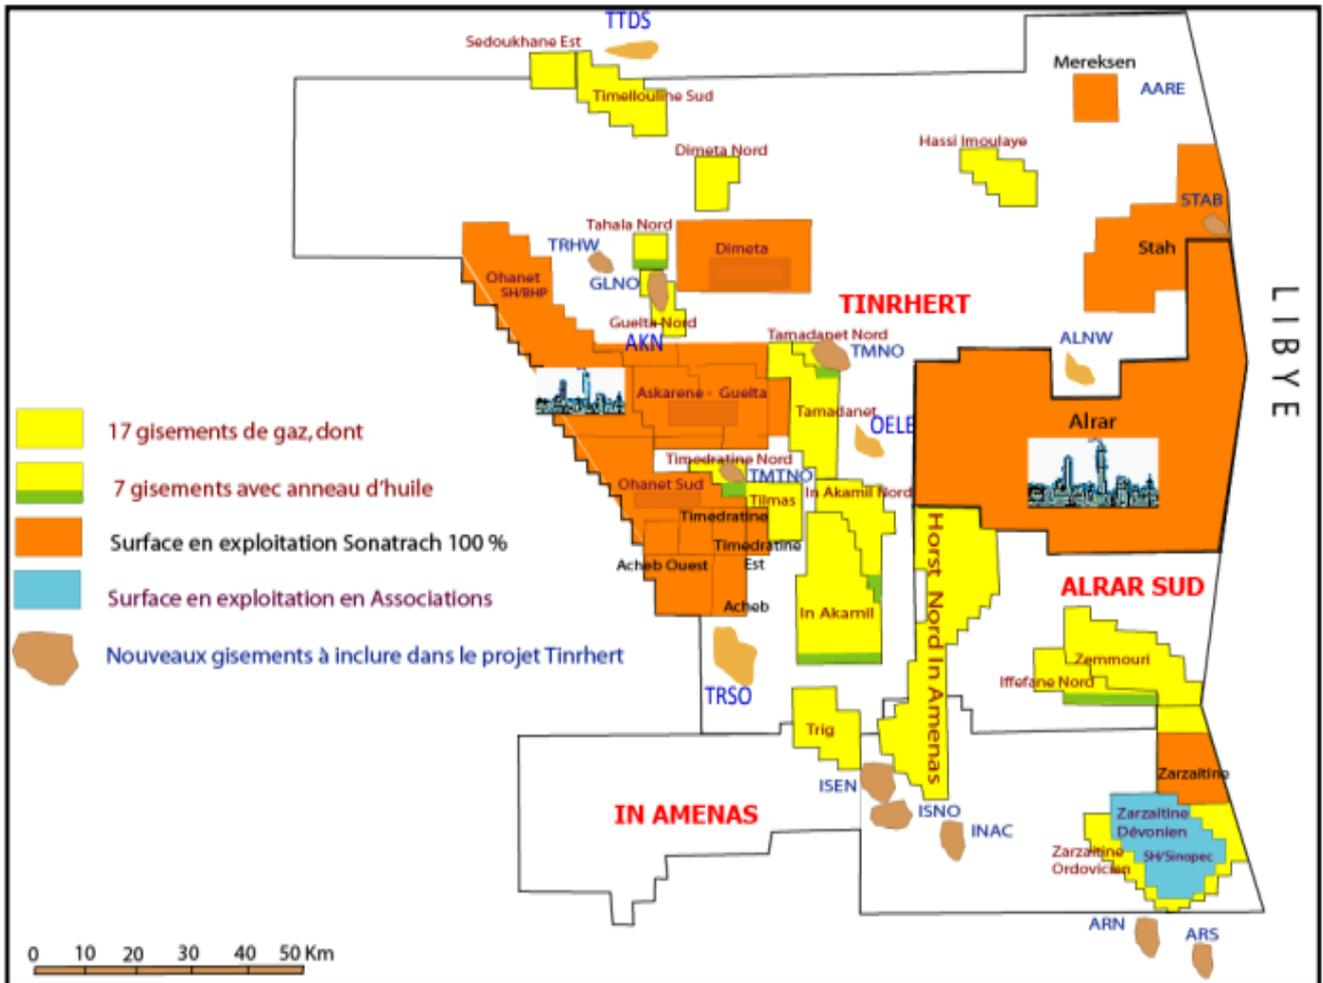 TTDS
Sedoukhane Est
Timellouline Sud
Mereksen
AARE
Dimeta Nord
Hassi Imoulaye
STAB
Tahala Nord
TRHW
Dimeta
Stah
Ohanet
SH/BHP
GLNO
TINRHERT
Guelta Nord
AKN
Tamadanet Nord
TMNO
ALNW
LIBYE
Askarene - Guelta
Tamadanet
OELE
Alrar
17 gisements de gaz, dont
Timedratine Nord
TMTNO
Ohanet Sud
Tilmas
In Akamil Nord
7 gisements avec anneau d'huile
Timedratine
Surface en exploitation Sonatrach 100 %
Timedratine
Est
Acheb Ouest
Horst Nord In Amenas
ALRAR SUD
Surface en exploitation en Associations
Acheb
In Akamil
Nouveaux gisements à inclure dans le projet Tinrhert
Zemmouri
Iffefane Nord
TRSO
Trig
Zarzaitine
ISEN
IN AMENAS
ISNO
INAC
Zarzaitine
Dévonien
SH/Sinopec
Zarzaitine
Ordovicien
ARN
ARS
0 10 20 30 40 50 Km